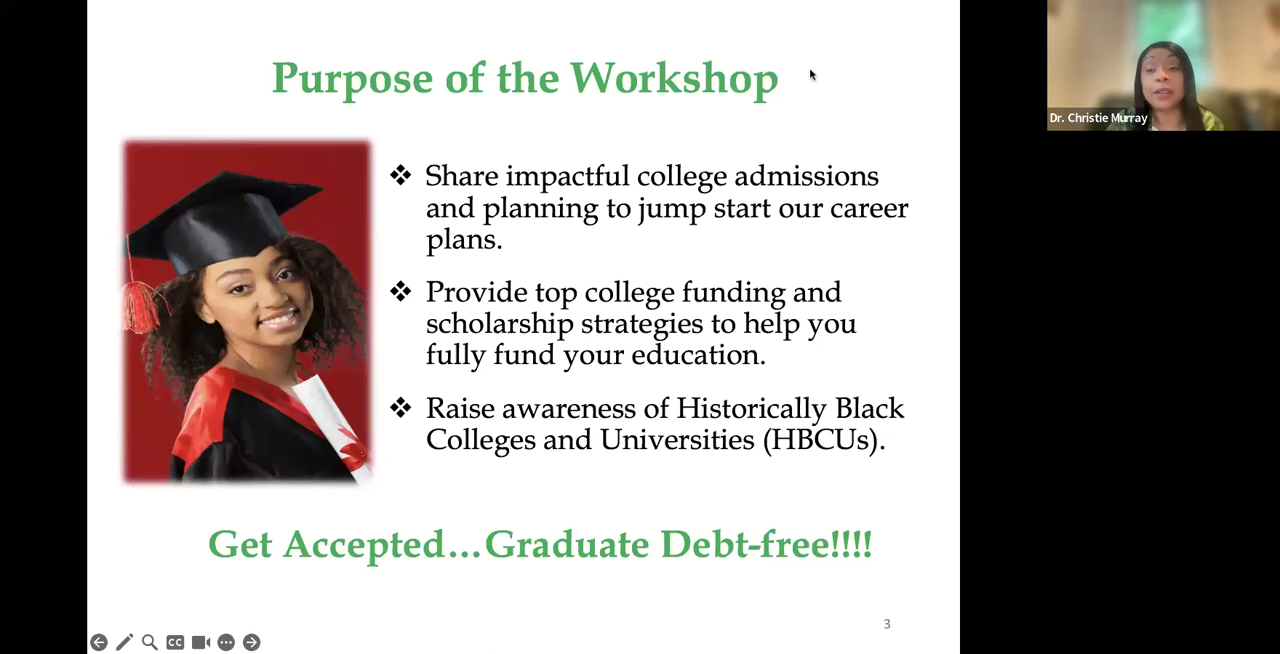 Purpose of the Workshop
Dr. Christie Murray
❖ Share impactful college admissions
and planning to jump start our career
plans.
❖ Provide top college funding and
scholarship strategies to help you
fully fund your education.
❖ Raise awareness of Historically Black
Colleges and Universities (HBCUs).
Get Accepted…Graduate Debt-free!!!!
3
CC